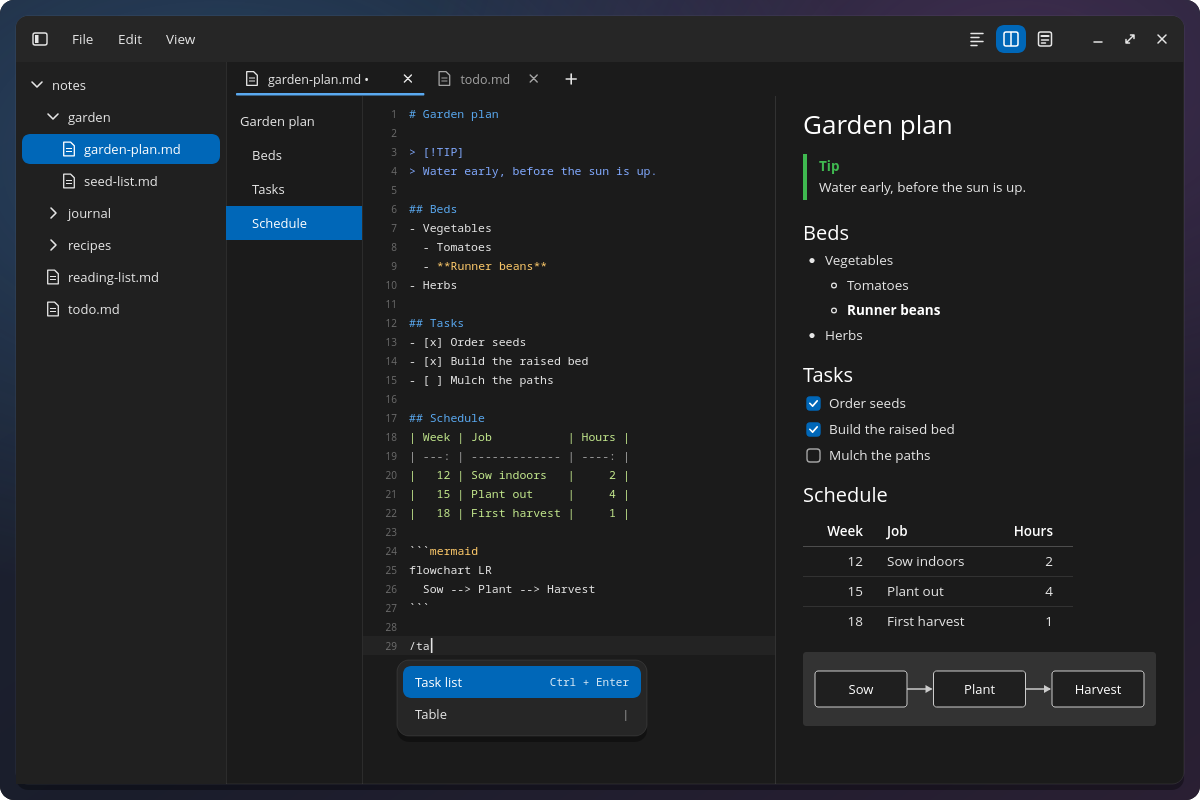 File Edit View
notes
garden
garden-plan.md
seed-list.md
journal
recipes
reading-list.md
todo.md
garden-plan.md •
todo.md
Garden plan
Beds
Tasks
Schedule
1 # Garden plan
2
3 > [!TIP]
4 > Water early, before the sun is up.
5
6 ## Beds
7 - Vegetables
8   - Tomatoes
9   - **Runner beans**
10 - Herbs
11
12 ## Tasks
13 - [x] Order seeds
14 - [x] Build the raised bed
15 - [ ] Mulch the paths
16
17 ## Schedule
18 | Week | Job           | Hours |
19 | ---: | ------------- | ----: |
20 |   12 | Sow indoors   |     2 |
21 |   15 | Plant out     |     4 |
22 |   18 | First harvest |     1 |
23
24 ```mermaid
25 flowchart LR
26   Sow --> Plant --> Harvest
27 ```
28
29 /ta
Task list Ctrl + Enter
Table |
Garden plan
Tip
Water early, before the sun is up.
Beds
• Vegetables
◦ Tomatoes
◦ Runner beans
• Herbs
Tasks
Order seeds
Build the raised bed
Mulch the paths
Schedule
Week Job Hours
12 Sow indoors 2
15 Plant out 4
18 First harvest 1
Sow Plant Harvest